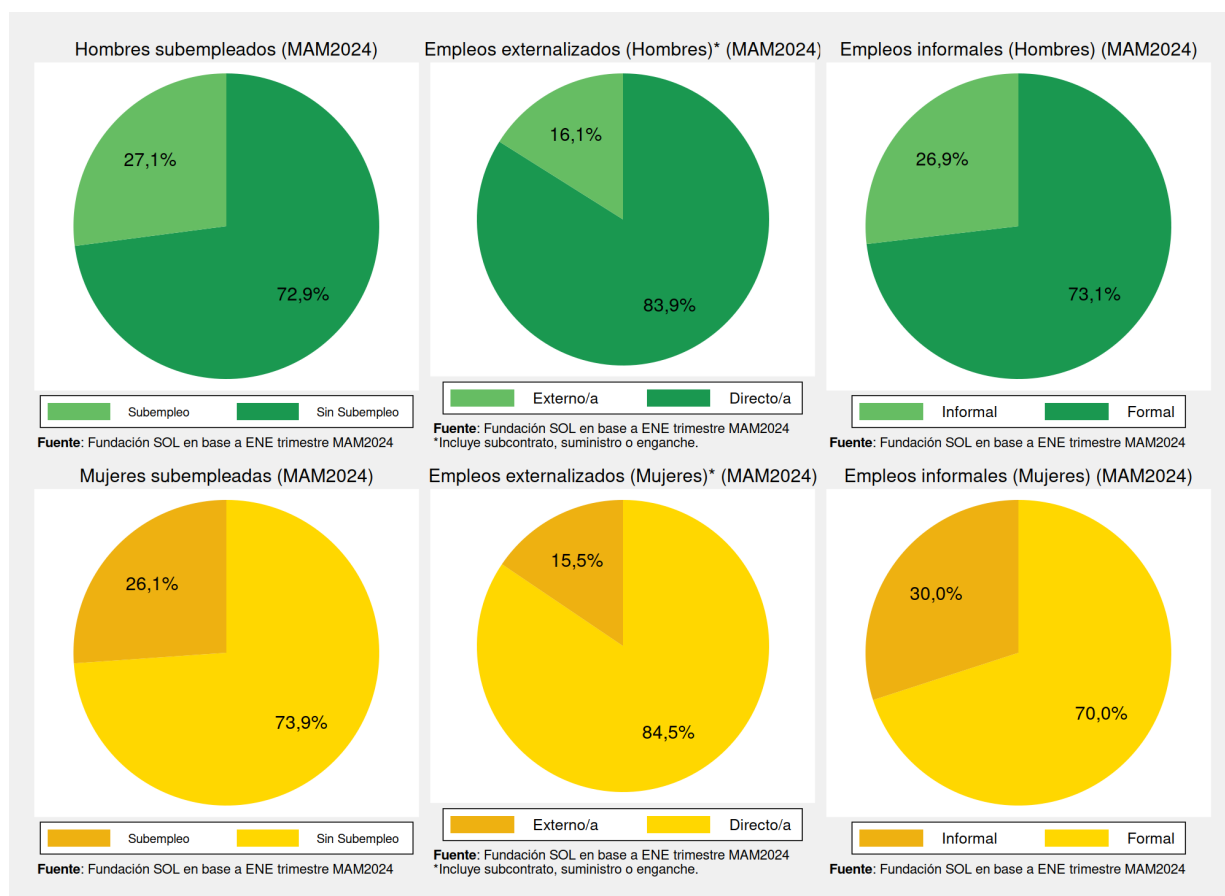 Hombres subempleados (MAM2024)
27,1%
72,9%
Subempleo
Sin Subempleo
Fuente: Fundación SOL en base a ENE trimestre MAM2024
Empleos externalizados (Hombres)* (MAM2024)
16,1%
83,9%
Externo/a
Directo/a
Fuente: Fundación SOL en base a ENE trimestre MAM2024
*Incluye subcontrato, suministro o enganche.
Empleos informales (Hombres) (MAM2024)
26,9%
73,1%
Informal
Formal
Fuente: Fundación SOL en base a ENE trimestre MAM2024
Mujeres subempleadas (MAM2024)
26,1%
73,9%
Subempleo
Sin Subempleo
Fuente: Fundación SOL en base a ENE trimestre MAM2024
Empleos externalizados (Mujeres)* (MAM2024)
15,5%
84,5%
Externo/a
Directo/a
Fuente: Fundación SOL en base a ENE trimestre MAM2024
*Incluye subcontrato, suministro o enganche.
Empleos informales (Mujeres) (MAM2024)
30,0%
70,0%
Informal
Formal
Fuente: Fundación SOL en base a ENE trimestre MAM2024